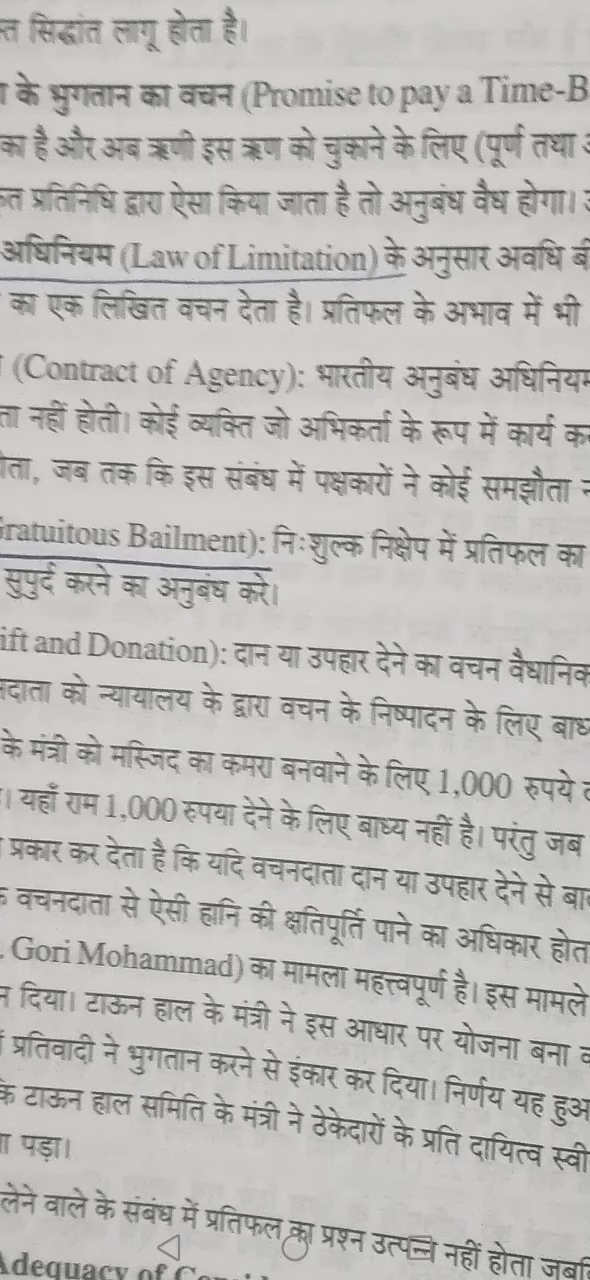 सिद्धांत लागू होता है।
के भुगतान का वचन (Promise to pay a Time-B
का है और अब ऋणी इस ऋण को चुकाने के लिए (पूर्ण तथा
प्रतिनिधि द्वारा ऐसा किया जाता है तो अनुबंध वैध होगा।
अधिनियम (Law of Limitation) के अनुसार अवधि
का एक लिखित वचन देता है। प्रतिफल के अभाव में भी
(Contract of Agency): भारतीय अनुबंध अधिनियम
ता नहीं होती। कोई व्यक्ति जो अभिकर्ता के रूप में कार्य
, जब तक कि इस संबंध में पक्षकारों ने कोई समझौता
ratuitous Bailment): निःशुल्क निक्षेप में प्रतिफल का
सुपुर्द करने का अनुबंध करे।
ift and Donation): दान या उपहार देने का वचन वैधानिक
दाता को न्यायालय के द्वारा वचन के निष्पादन के लिए
के मंत्री को मस्जिद का कमरा बनवाने के लिए 1,000 रुपये
। यहाँ राम 1,000 रुपया देने के लिए बाध्य नहीं है। परंतु जब
प्रकार कर देता है कि यदि वचनदाता दान या उपहार देने से
वचनदाता से ऐसी हानि की क्षतिपूर्ति पाने का अधिकार होत
. Gori Mohammad) का मामला महत्त्वपूर्ण है। इस मामले
दिया। टाऊन हाल के मंत्री ने इस आधार पर योजना बना
प्रतिवादी ने भुगतान करने से इंकार कर दिया। निर्णय यह हुआ
के टाऊन हाल समिति के मंत्री ने ठेकेदारों के प्रति दायित्व स्वी
पड़ा।
लेने वाले के संबंध में प्रतिफल का प्रश्न उत्पन्न नहीं होता
Adequacy of